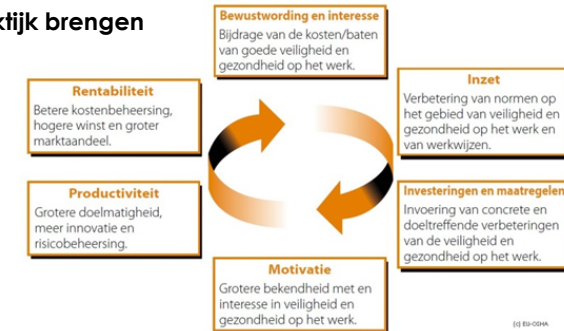 ktijk brengen
Bewustwording en interesse
Bijdrage van de kosten/baten
van goede veiligheid en
gezondheid op het werk.
Inzet
Verbetering van normen op
het gebied van veiligheid en
gezondheid op het werk en
van werkwijzen.
Investeringen en maatregelen
Invoering van concrete en
doeltreffende verbeteringen
van de veiligheid en
gezondheid op het werk.
Motivatie
Grotere bekendheid met en
interesse in veiligheid en
gezondheid op het werk.
Productiviteit
Grotere doelmatigheid,
meer innovatie en
risicobeheersing.
Rentabiliteit
Betere kostenbeheersing,
hogere winst en groter
marktaandeel.
(c) EU-OSHA